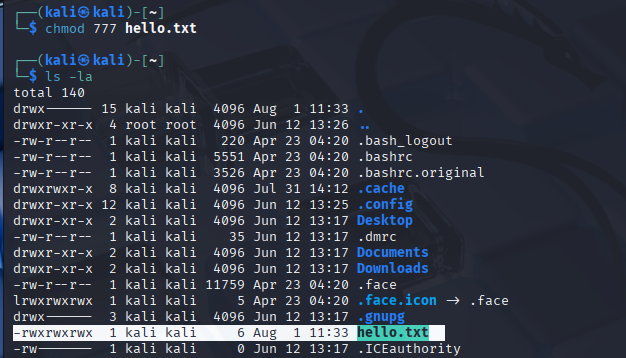 ┌──(kali㉿kali)-[~]
└─$ chmod 777 hello.txt
┌──(kali㉿kali)-[~]
└─$ ls -la
total 140
drwx------ 15 kali kali  4096 Aug  1 11:33 .
drwxr-xr-x  4 root root  4096 Jun 12 13:26 ..
-rw-r--r--  1 kali kali   220 Apr 23 04:20 .bash_logout
-rw-r--r--  1 kali kali  5551 Apr 23 04:20 .bashrc
-rw-r--r--  1 kali kali  3526 Apr 23 04:20 .bashrc.original
drwxrwxr-x  8 kali kali  4096 Jul 31 14:12 .cache
drwxr-xr-x 12 kali kali  4096 Jun 12 13:25 .config
drwxr-xr-x  2 kali kali  4096 Jun 12 13:17 Desktop
-rw-r--r--  1 kali kali    35 Jun 12 13:17 .dmrc
drwxr-xr-x  2 kali kali  4096 Jun 12 13:17 Documents
drwxr-xr-x  2 kali kali  4096 Jun 12 13:17 Downloads
-rw-r--r--  1 kali kali 11759 Apr 23 04:20 .face
lrwxrwxrwx  1 kali kali     5 Apr 23 04:20 .face.icon -> .face
drwx------  3 kali kali  4096 Jun 12 13:17 .gnupg
-rwxrwxrwx  1 kali kali     6 Aug  1 11:33 hello.txt
-rw-------  1 kali kali     0 Jun 12 13:17 .ICEauthority